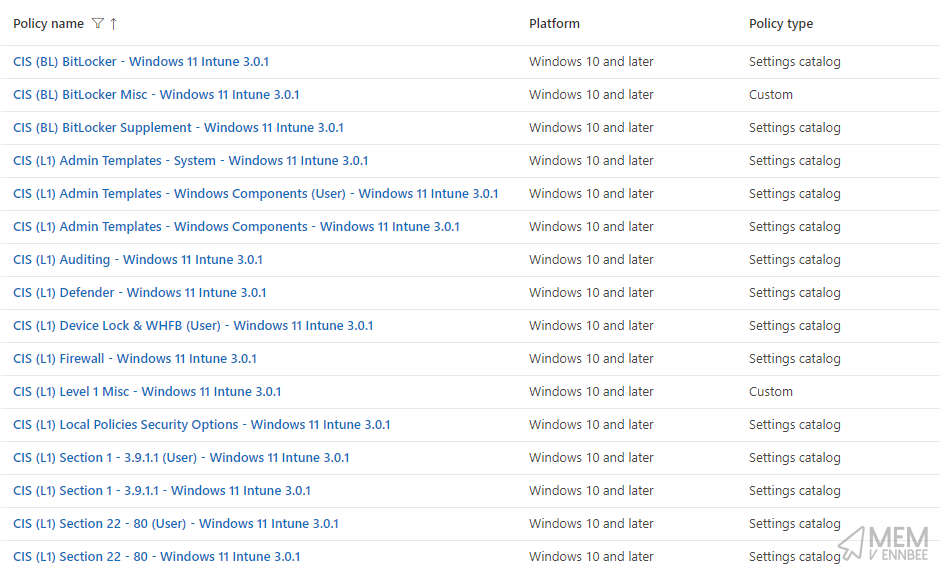 Policy name ↑ Platform Policy type
CIS (BL) BitLocker - Windows 11 Intune 3.0.1 Windows 10 and later Settings catalog
CIS (BL) BitLocker Misc - Windows 11 Intune 3.0.1 Windows 10 and later Custom
CIS (BL) BitLocker Supplement - Windows 11 Intune 3.0.1 Windows 10 and later Settings catalog
CIS (L1) Admin Templates - System - Windows 11 Intune 3.0.1 Windows 10 and later Settings catalog
CIS (L1) Admin Templates - Windows Components (User) - Windows 11 Intune 3.0.1 Windows 10 and later Settings catalog
CIS (L1) Admin Templates - Windows Components - Windows 11 Intune 3.0.1 Windows 10 and later Settings catalog
CIS (L1) Auditing - Windows 11 Intune 3.0.1 Windows 10 and later Settings catalog
CIS (L1) Defender - Windows 11 Intune 3.0.1 Windows 10 and later Settings catalog
CIS (L1) Device Lock & WHFB (User) - Windows 11 Intune 3.0.1 Windows 10 and later Settings catalog
CIS (L1) Firewall - Windows 11 Intune 3.0.1 Windows 10 and later Settings catalog
CIS (L1) Level 1 Misc - Windows 11 Intune 3.0.1 Windows 10 and later Custom
CIS (L1) Local Policies Security Options - Windows 11 Intune 3.0.1 Windows 10 and later Settings catalog
CIS (L1) Section 1 - 3.9.1.1 (User) - Windows 11 Intune 3.0.1 Windows 10 and later Settings catalog
CIS (L1) Section 1 - 3.9.1.1 - Windows 11 Intune 3.0.1 Windows 10 and later Settings catalog
CIS (L1) Section 22 - 80 (User) - Windows 11 Intune 3.0.1 Windows 10 and later Settings catalog
CIS (L1) Section 22 - 80 - Windows 11 Intune 3.0.1 Windows 10 and later Settings catalog
MEM
V ENNBEE